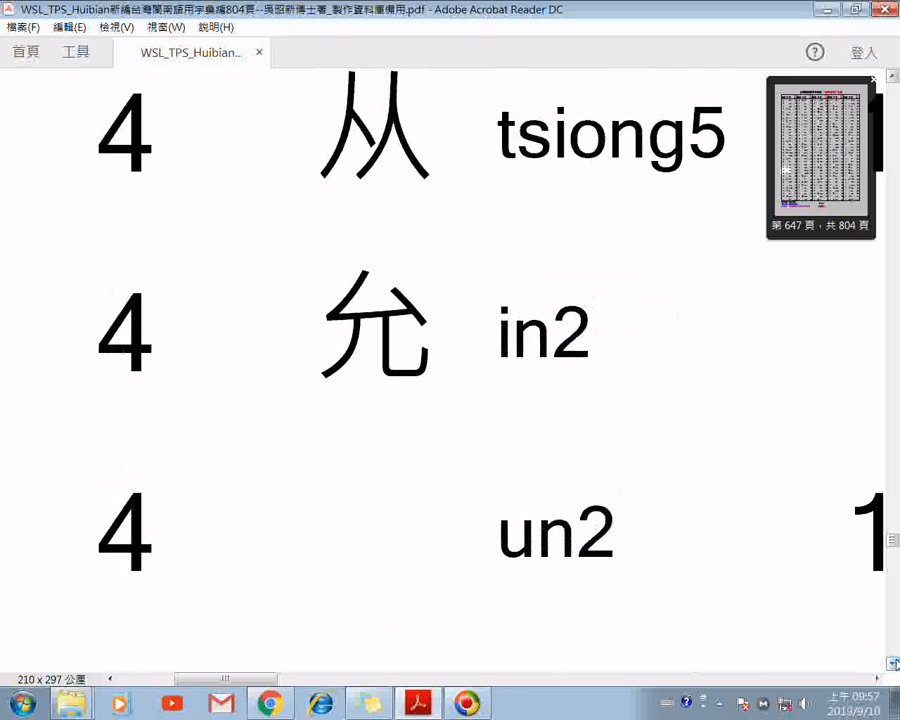 WSL_TPS_Huibian新編台灣閩南語用字彙編804頁--吳昭新博士著_製作資料庫備用.pdf - Adobe Acrobat Reader DC
檔案(F) 編輯(E) 檢視(V) 視窗(W) 說明(H)
首頁 工具 WSL_TPS_Huibian... × ? 登入
4 从 tsiong5 1
第 647 頁，共 804 頁
4 允 in2
4 un2 1
210 x 297 公厘
上午 09:57
2019/9/10